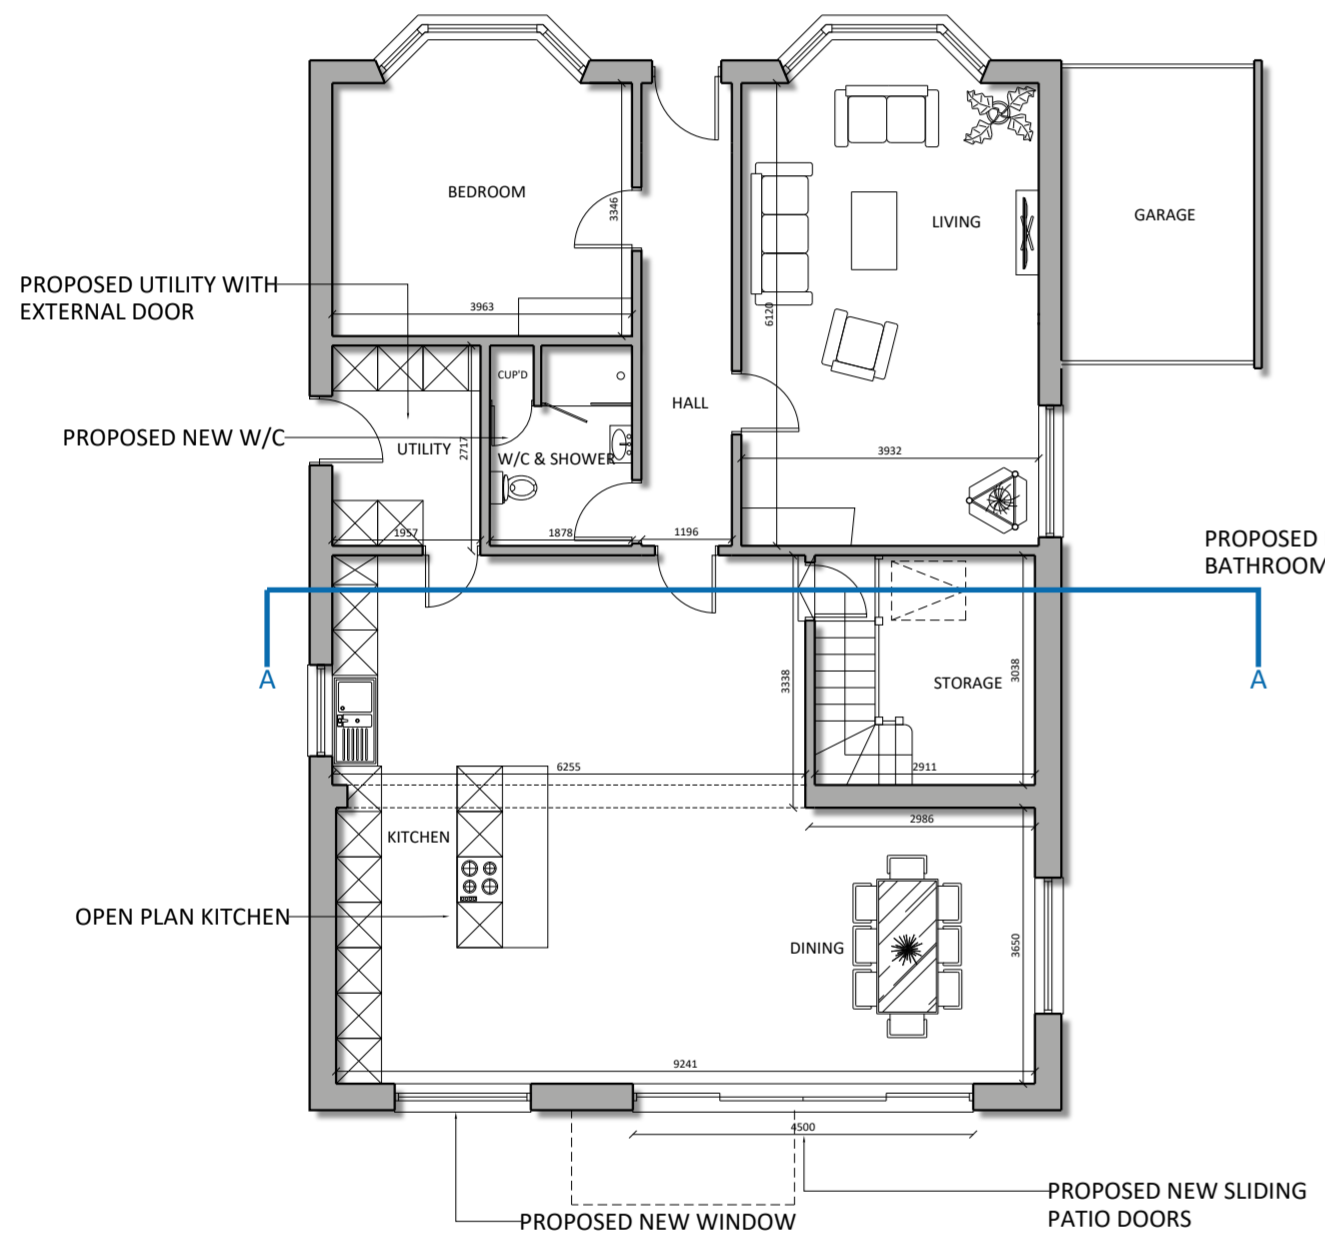 BEDROOM
3346
LIVING
GARAGE
PROPOSED UTILITY WITH
EXTERNAL DOOR
3963
6120
CUP'D
HALL
PROPOSED NEW W/C
UTILITY
2717
W/C & SHOWER
3932
1957
1878
1196
PROPOSED
BATHROOM
A
A
3338
STORAGE
3038
6255
2911
2986
KITCHEN
OPEN PLAN KITCHEN
DINING
3650
9241
4500
PROPOSED NEW SLIDING
PATIO DOORS
PROPOSED NEW WINDOW